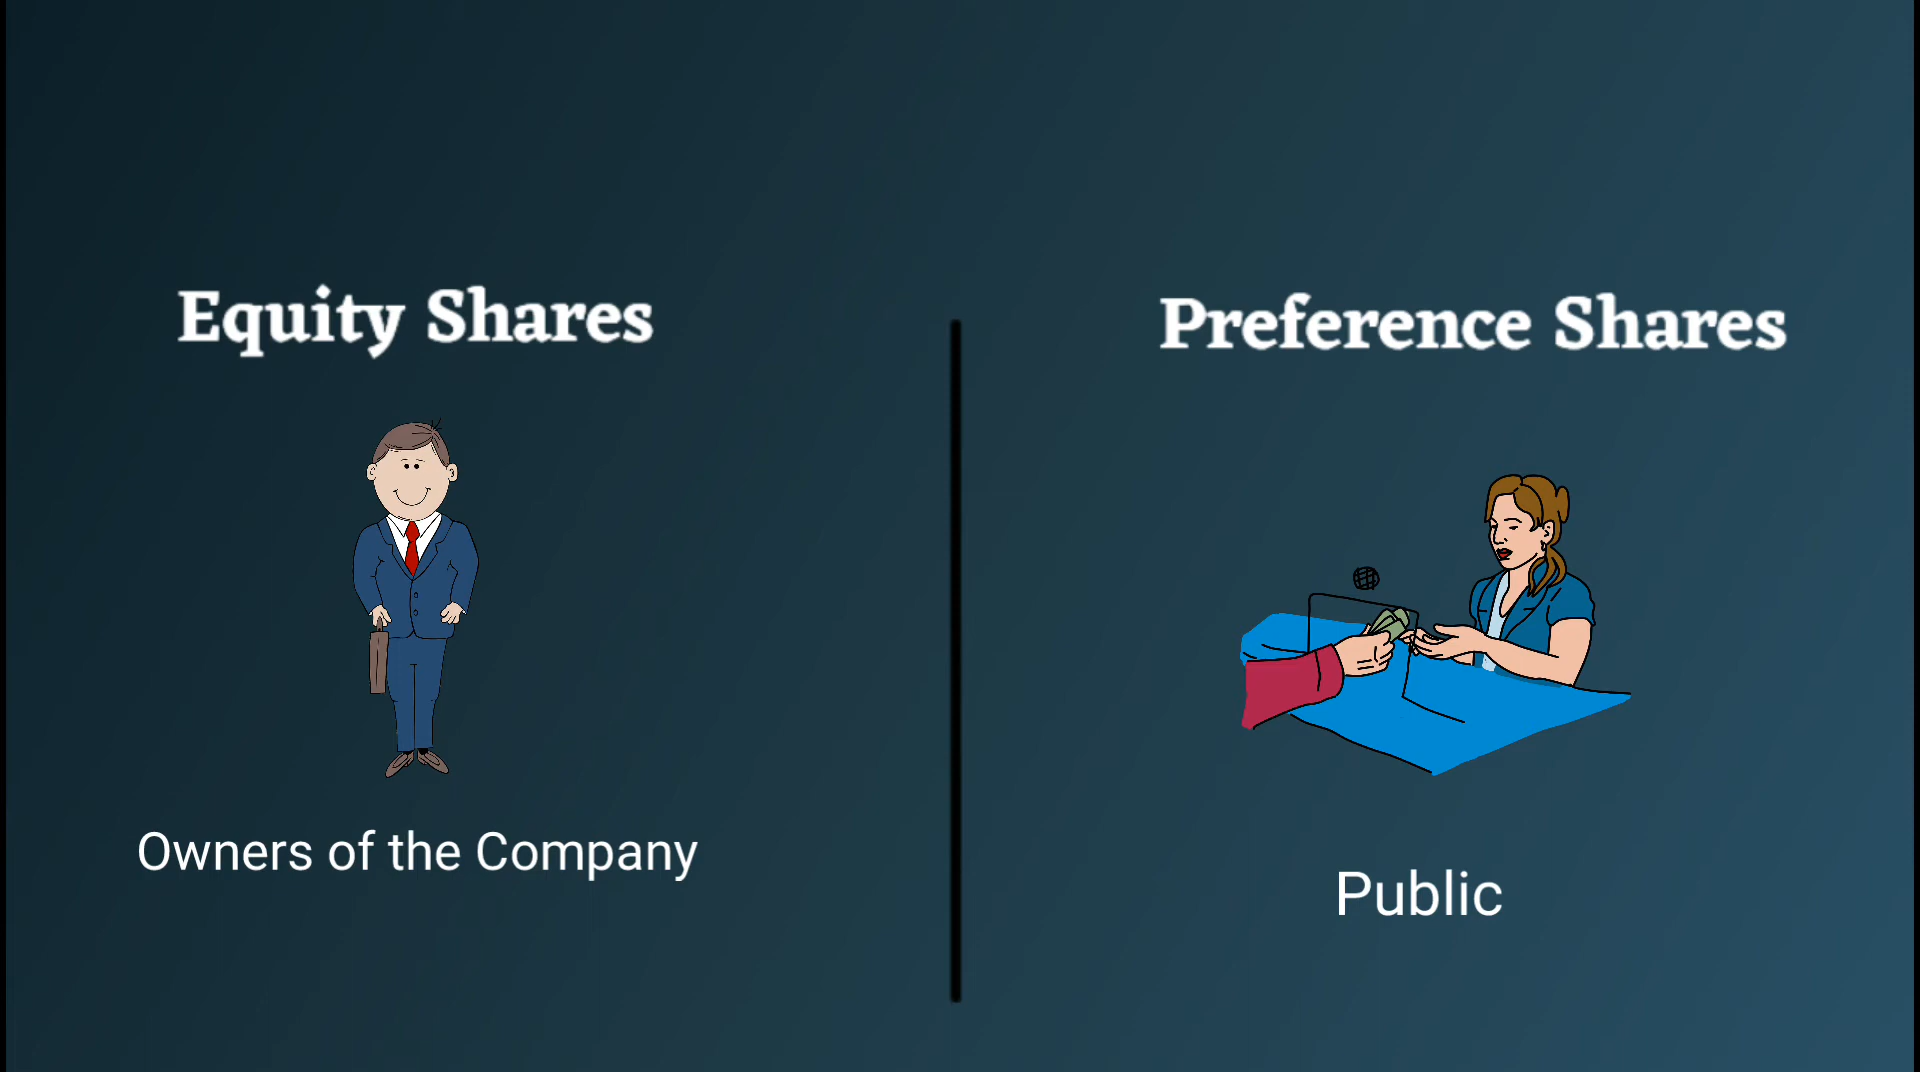 Equity Shares
Owners of the Company
Preference Shares
Public